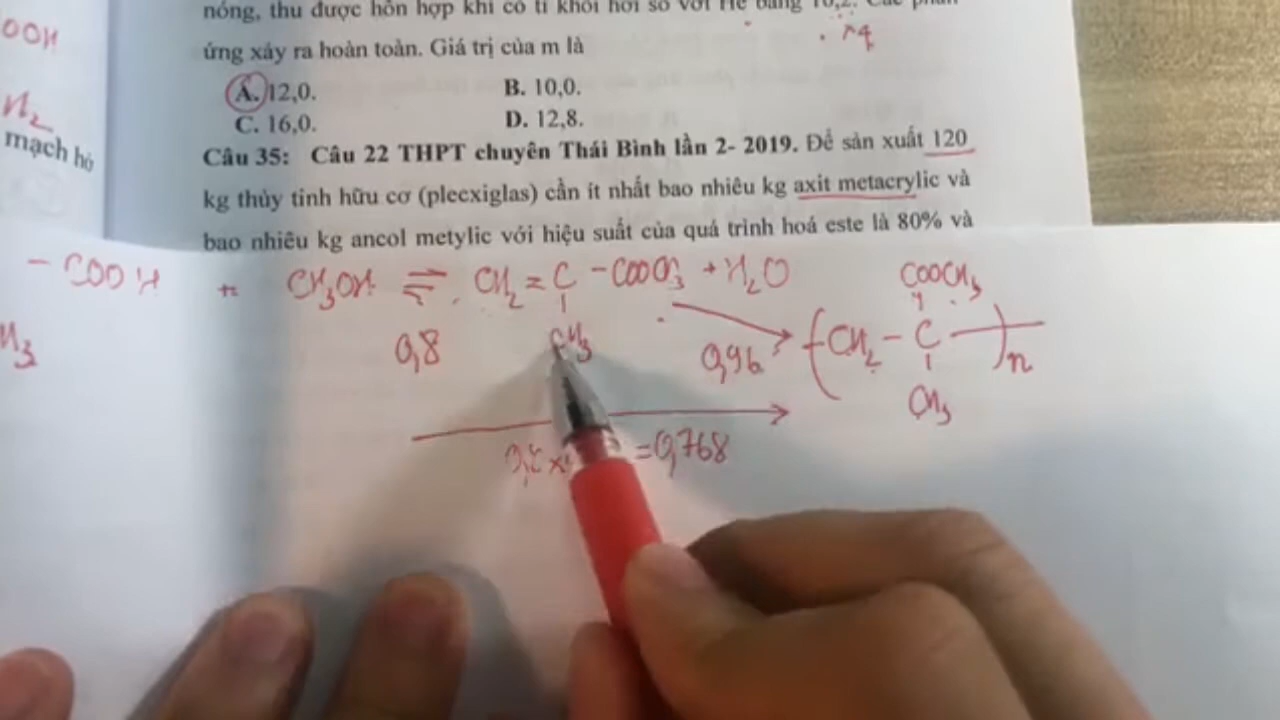 nóng, thu được hỗn hợp khí có tỉ khối hơi so với He bằng
ứng xảy ra hoàn toàn. Giá trị của m là
A. 12,0. B. 10,0.
C. 16,0. D. 12,8.
mạch hở
Câu 35: Câu 22 THPT chuyên Thái Bình lần 2- 2019. Để sản xuất 120
kg thủy tinh hữu cơ (plecxiglas) cần ít nhất bao nhiêu kg axit metacrylic và
bao nhiêu kg ancol metylic với hiệu suất của quá trình hoá este là 80% và
- COOH + CH3OH ⇌ CH2 = C - COOCH3 + H2O
CH3
COOCH3
0,8
0,96
( CH2 - C )n
CH3
= 0,768